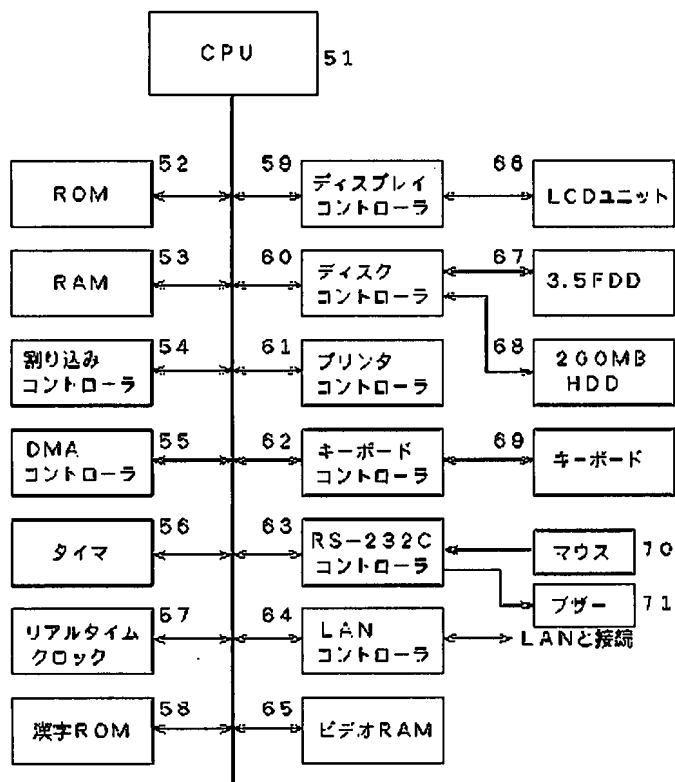 CPU
51
52
59
66
ROM
ディスプレイ
コントローラ
LCDユニット
53
60
67
RAM
ディスク
コントローラ
3.5FDD
54
61
68
割り込み
コントローラ
プリンタ
コントローラ
200MB
HDD
55
62
69
DMA
コントローラ
キーボード
コントローラ
キーボード
56
63
タイマ
RS-232C
コントローラ
マウス
70
ブザー
71
57
64
リアルタイム
クロック
LAN
コントローラ
LANと接続
58
65
漢字ROM
ビデオRAM